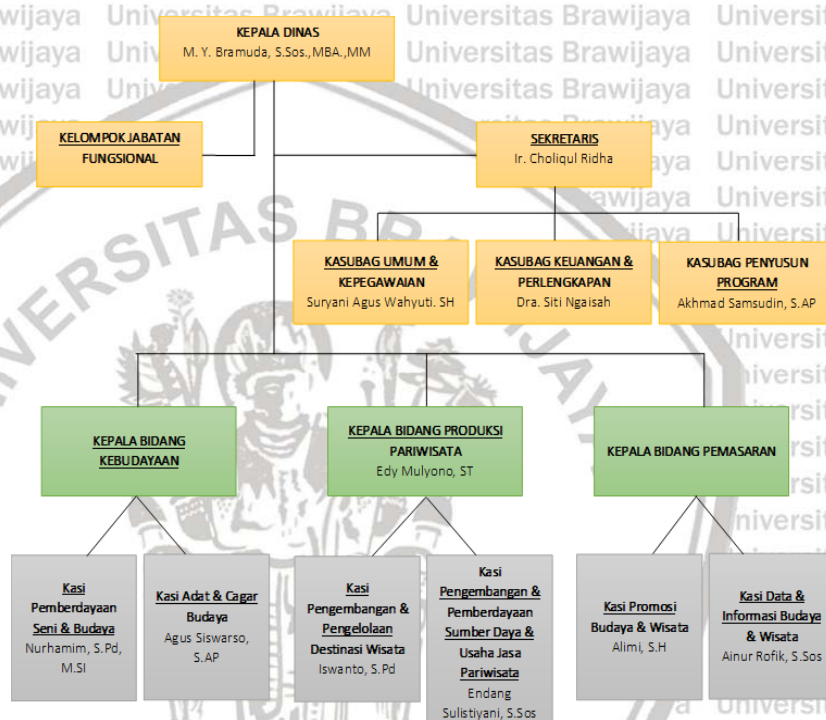 KEPALA DINAS
M. Y. Bramuda, S.Sos.,MBA.,MM
KELOMPOK JABATAN
FUNGSIONAL
SEKRETARIS
Ir. Choliqul Ridha
KASUBAG UMUM &
KEPEGAWAIAN
Suryani Agus Wahyuti. SH
KASUBAG KEUANGAN &
PERLENGKAPAN
Dra. Siti Ngaisah
KASUBAG PENYUSUN
PROGRAM
Akhmad Samsudin, S.AP
KEPALA BIDANG
KEBUDAYAAN
KEPALA BIDANG PRODUKSI
PARIWISATA
Edy Mulyono, ST
KEPALA BIDANG PEMASARAN
Kasi
Pemberdayaan
Seni & Budaya
Nurhamim, S.Pd,
M.SI
Kasi Adat & Cagar
Budaya
Agus Siswarso,
S.AP
Kasi
Pengembangan &
Pengelolaan
Destinasi Wisata
Iswanto, S.Pd
Kasi
Pengembangan &
Pemberdayaan
Sumber Daya &
Usaha Jasa
Pariwisata
Endang
Sulistiyani, S.Sos
Kasi Promosi
Budaya & Wisata
Alimi, S.H
Kasi Data &
Informasi Budaya
& Wisata
Ainur Rofik, S.Sos
Universitas Brawijaya